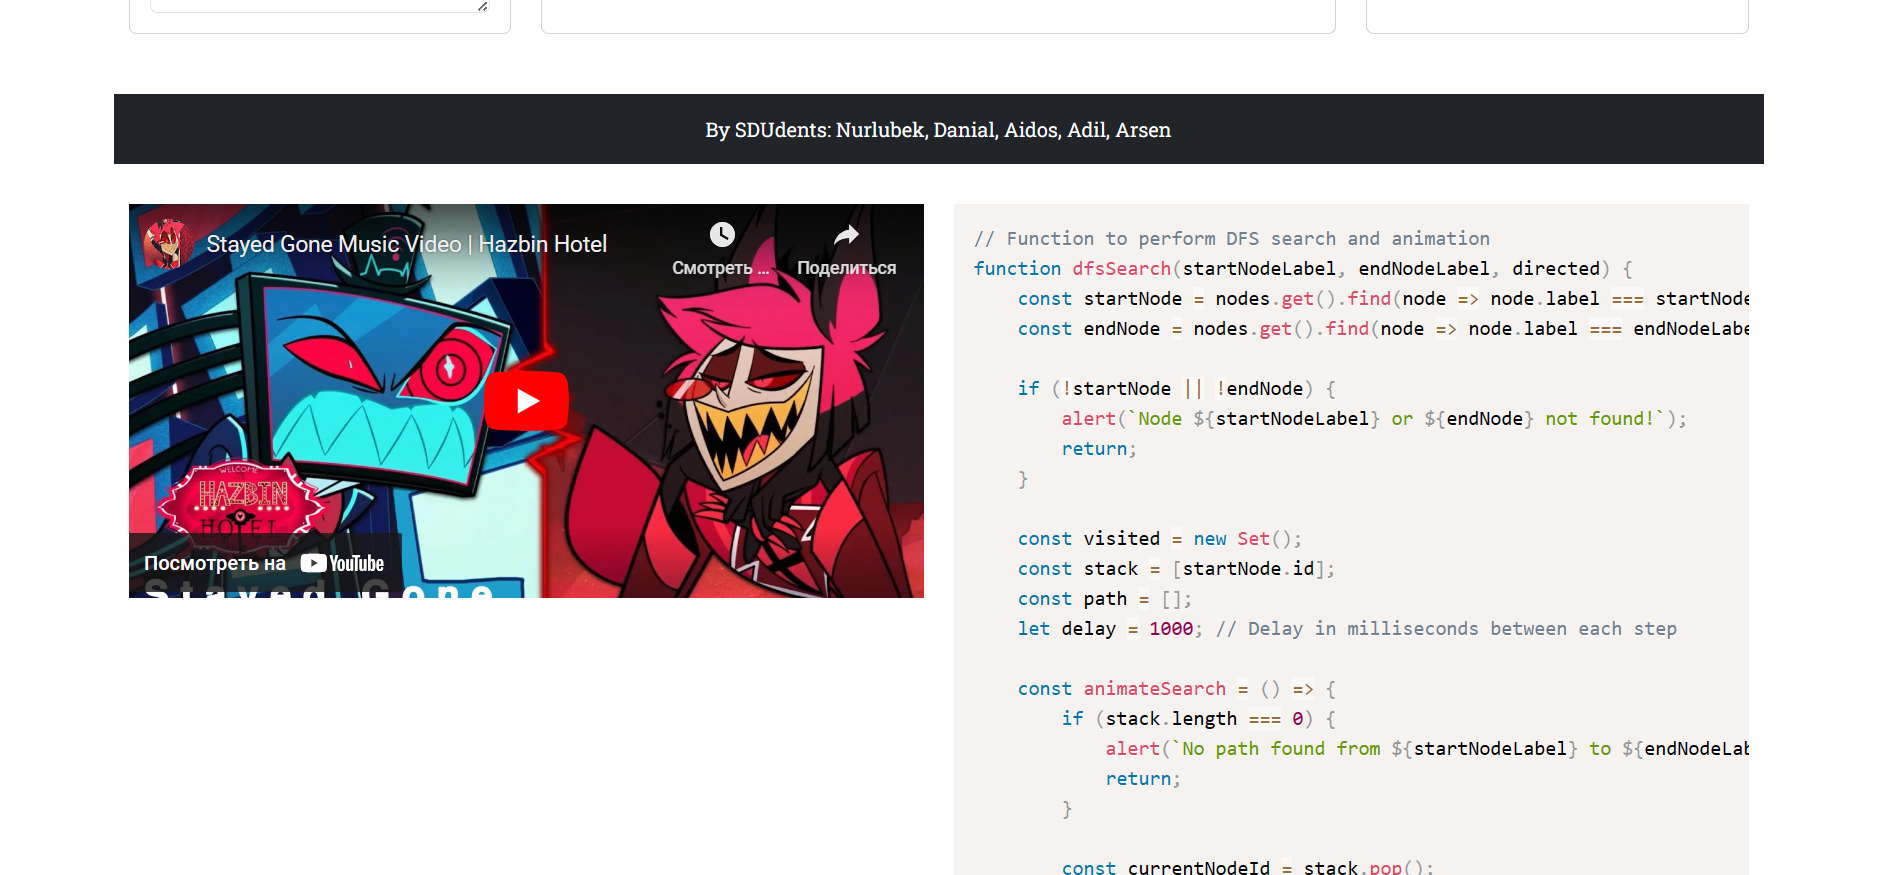 By SDUdents: Nurlubek, Danial, Aidos, Adil, Arsen
Stayed Gone Music Video | Hazbin Hotel
Смотреть ...
Поделиться
WELCOME
HAZBIN
HOTEL
Посмотреть на YouTube
Stayed Gone
// Function to perform DFS search and animation
function dfsSearch(startNodeLabel, endNodeLabel, directed) {
    const startNode = nodes.get().find(node => node.label === startNode
    const endNode = nodes.get().find(node => node.label === endNodeLabe
    if (!startNode || !endNode) {
        alert(`Node ${startNodeLabel} or ${endNode} not found!`);
        return;
    }
    const visited = new Set();
    const stack = [startNode.id];
    const path = [];
    let delay = 1000; // Delay in milliseconds between each step
    const animateSearch = () => {
        if (stack.length === 0) {
            alert(`No path found from ${startNodeLabel} to ${endNodeLab
            return;
        }
        const currentNodeId = stack.pop();